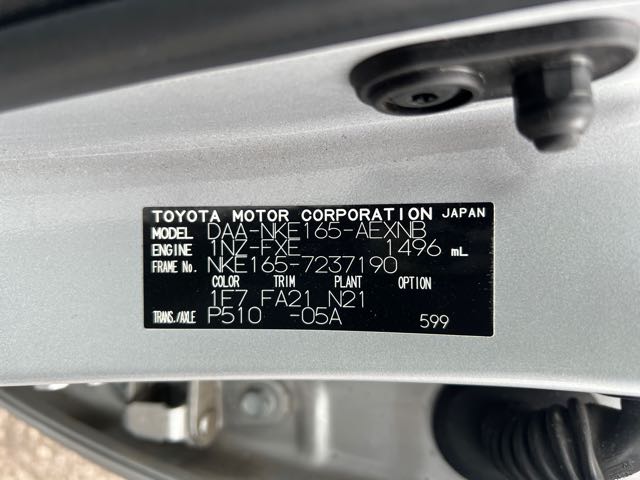 TOYOTA MOTOR CORPORATION JAPAN
MODEL DAA-NKE165-AEXNB
ENGINE 1NZ-FXE 1496 mL
FRAME No. NKE165-7237190
COLOR TRIM PLANT OPTION
1F7 FA21 N21
TRANS./AXLE P510 -05A 599